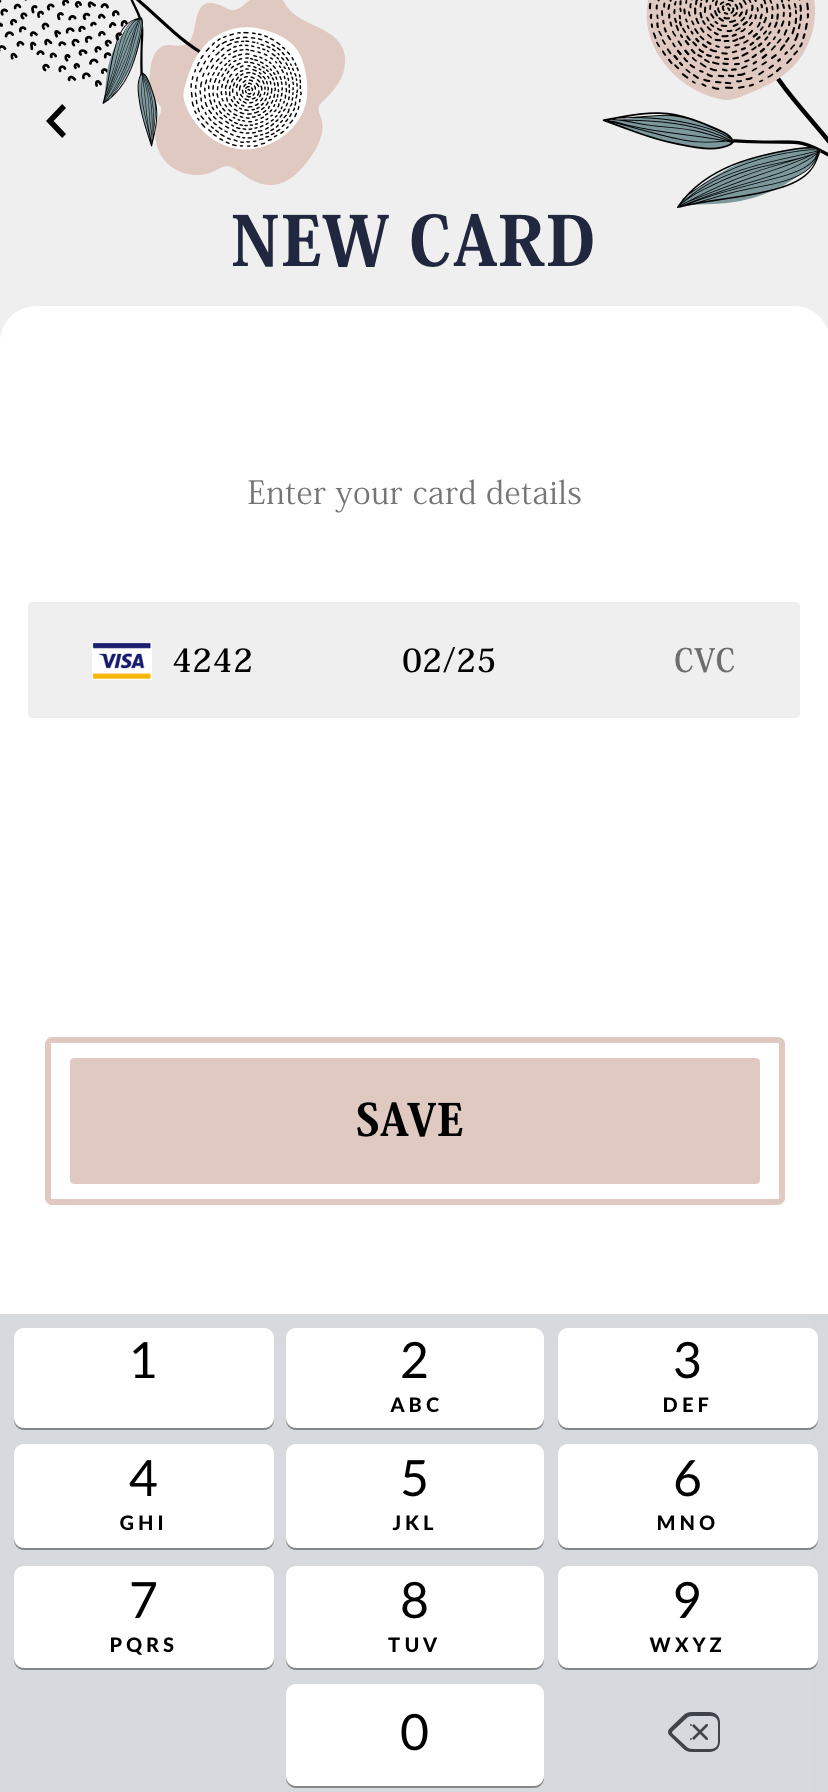 NEW CARD
Enter your card details
VISA 4242 02/25 CVC
SAVE
1 2 3
ABC DEF
4 5 6
GHI JKL MNO
7 8 9
PQRS TUV WXYZ
0